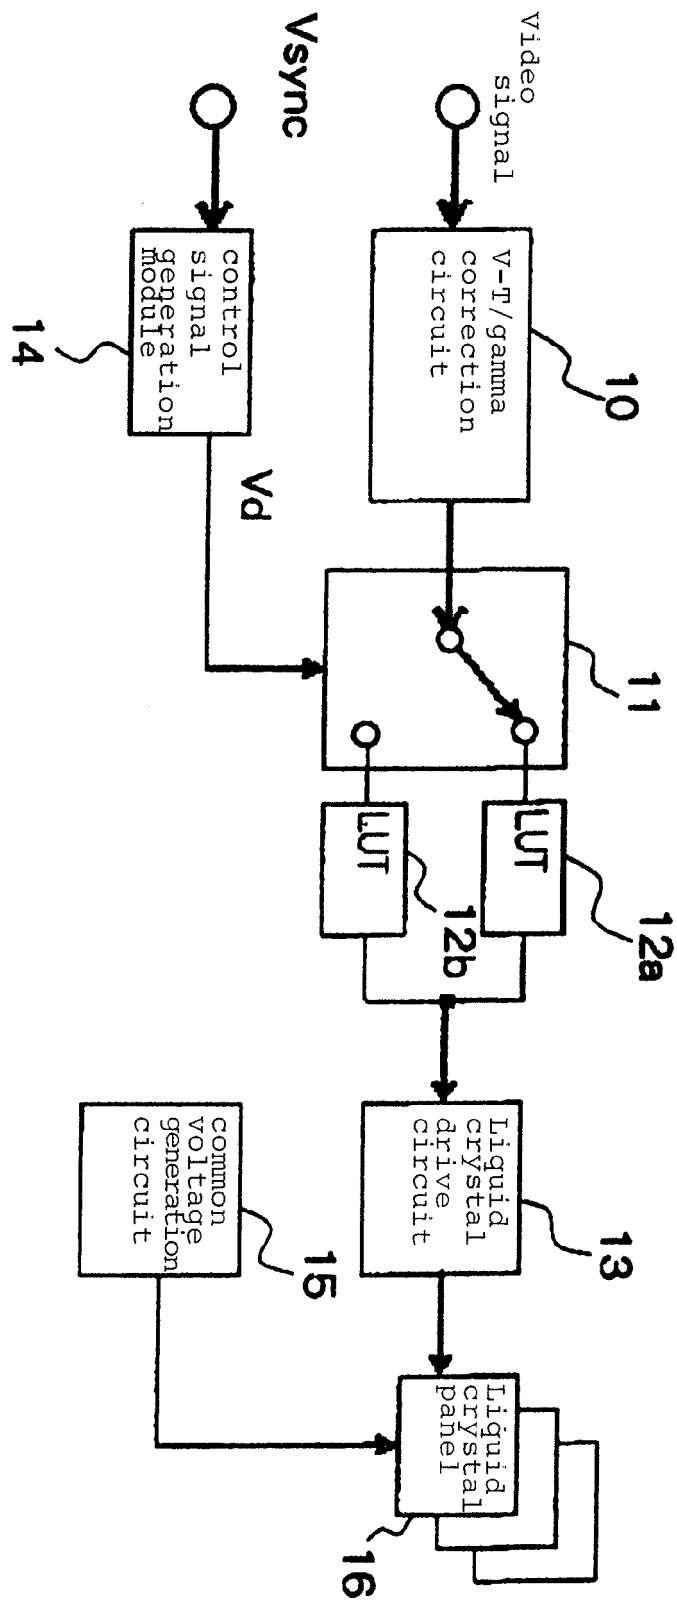 Video
signal
V-T/gamma
correction
circuit
10
11
LUT
12a
LUT
12b
Liquid
crystal
drive
circuit
13
Liquid
crystal
panel
16
Vsync
control
signal
generation
module
14
Vd
common
voltage
generation
circuit
15